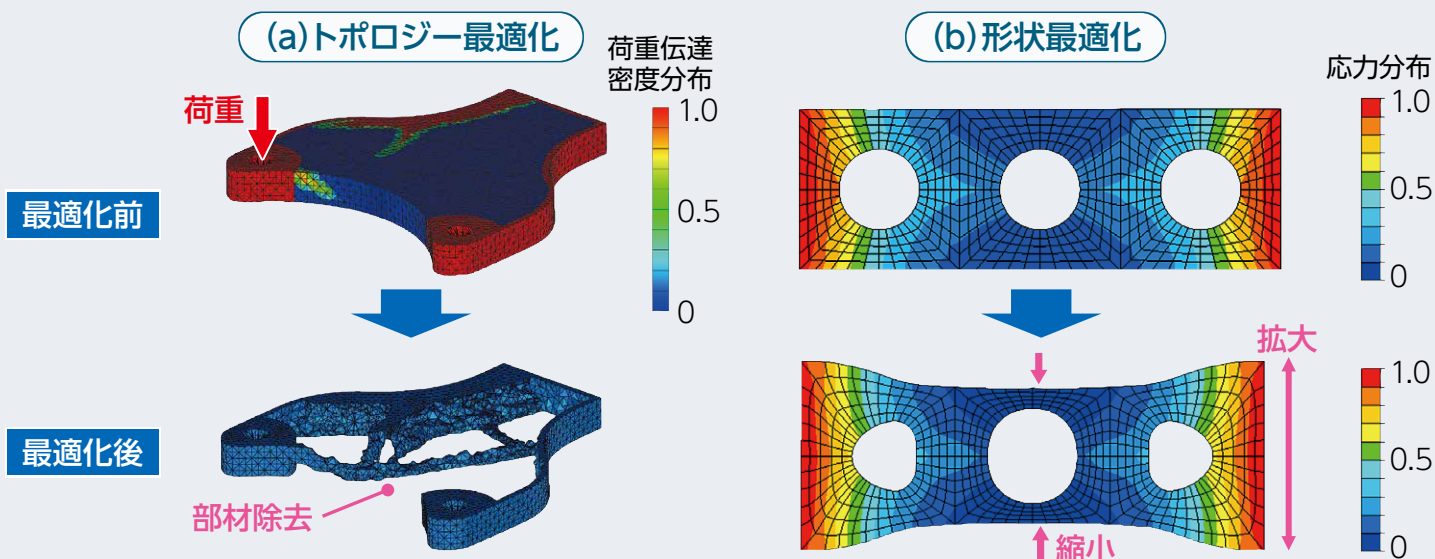 (a)トポロジー最適化
荷重伝達
密度分布
1.0
0.5
0
荷重
最適化前
最適化後
部材除去
(b)形状最適化
応力分布
1.0
0.5
0
拡大
縮小
1.0
0.5
0